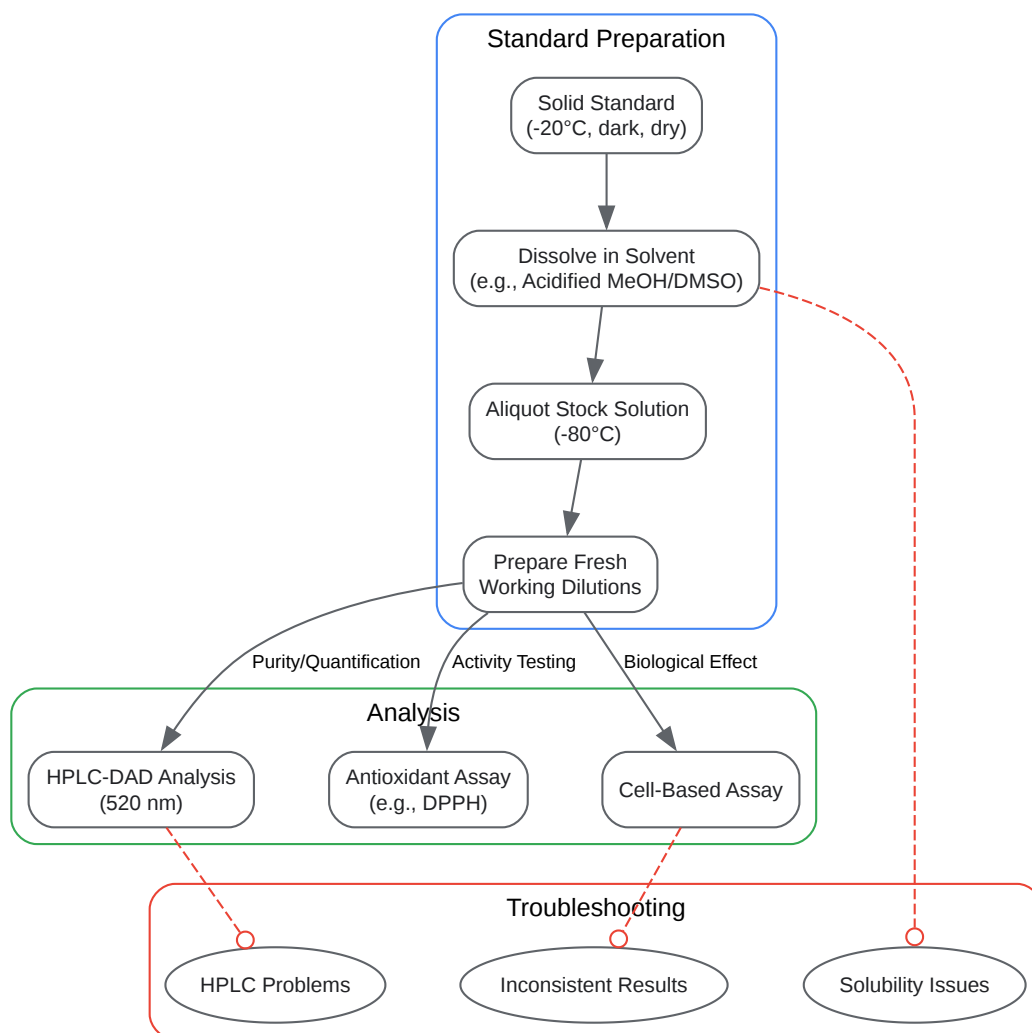 Standard Preparation
Solid Standard
(-20°C, dark, dry)
Dissolve in Solvent
(e.g., Acidified MeOH/DMSO)
Aliquot Stock Solution
(-80°C)
Prepare Fresh
Working Dilutions
Purity/Quantification
Activity Testing
Biological Effect
Analysis
HPLC-DAD Analysis
(520 nm)
Antioxidant Assay
(e.g., DPPH)
Cell-Based Assay
Troubleshooting
HPLC Problems
Inconsistent Results
Solubility Issues